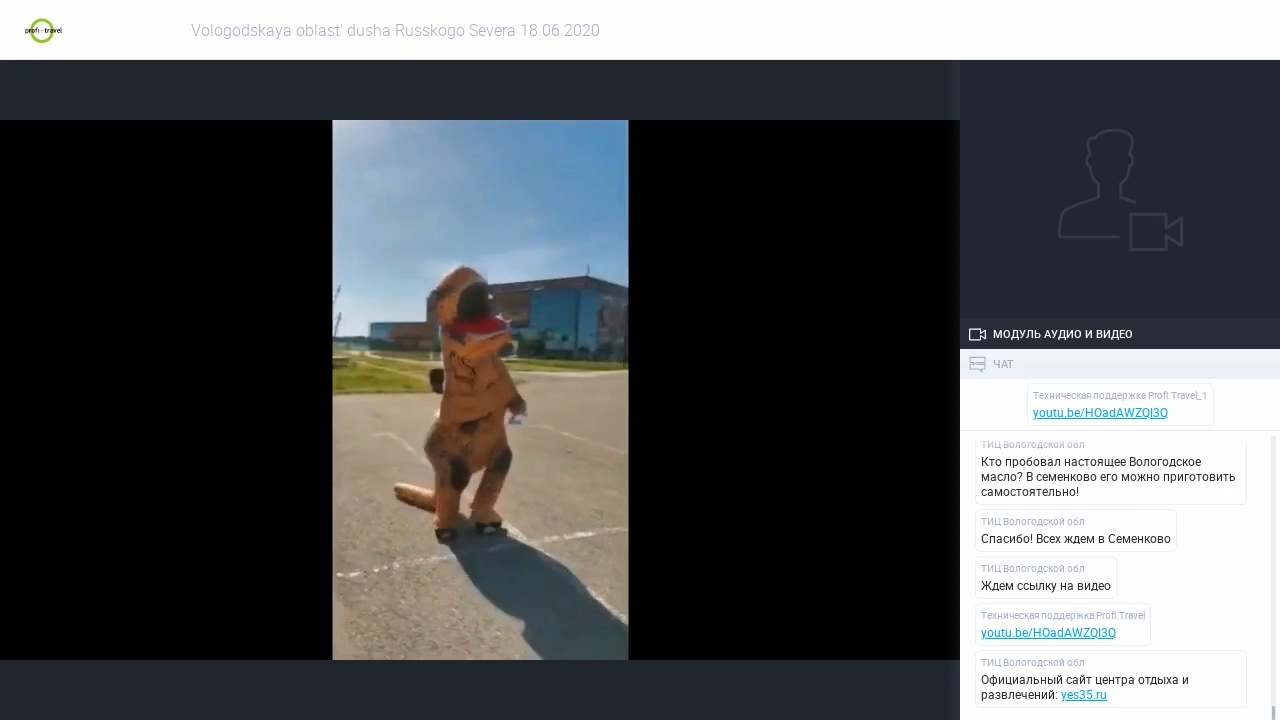 profi travel
Vologodskaya oblast' dusha Russkogo Severa 18.06.2020
МОДУЛЬ АУДИО И ВИДЕО
ЧАТ
Техническая поддержка Profi.Travel_1
youtu.be/HOadAWZQI3Q
ТИЦ Вологодской обл
Кто пробовал настоящее Вологодское
масло? В семенково его можно приготовить
самостоятельно!
ТИЦ Вологодской обл
Спасибо! Всех ждем в Семенково
ТИЦ Вологодской обл
Ждем ссылку на видео
Техническая поддержка Profi.Travel
youtu.be/HOadAWZQI3Q
ТИЦ Вологодской обл
Официальный сайт центра отдыха и
развлечений: yes35.ru